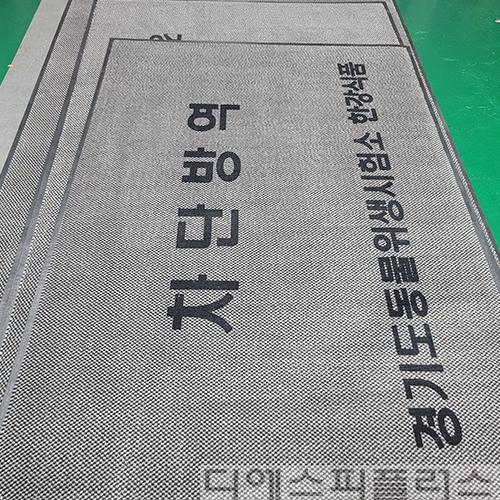 차단방역
경기도동물위생시험소 한강식품
디에스피플러스